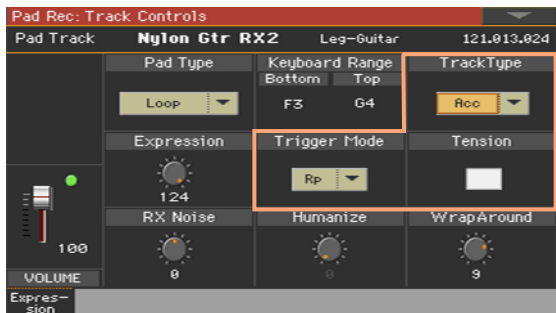 Pad Rec: Track Controls
Pad Track Nylon Gtr RX2 Leg-Guitar 121.013.024
Pad Type Keyboard Range TrackType
Bottom Top
Loop F3 G4 Acc
Expression Trigger Mode Tension
Rp
124
RX Noise Humanize WrapAround
100
0 0 9
VOLUME
Expres-
sion